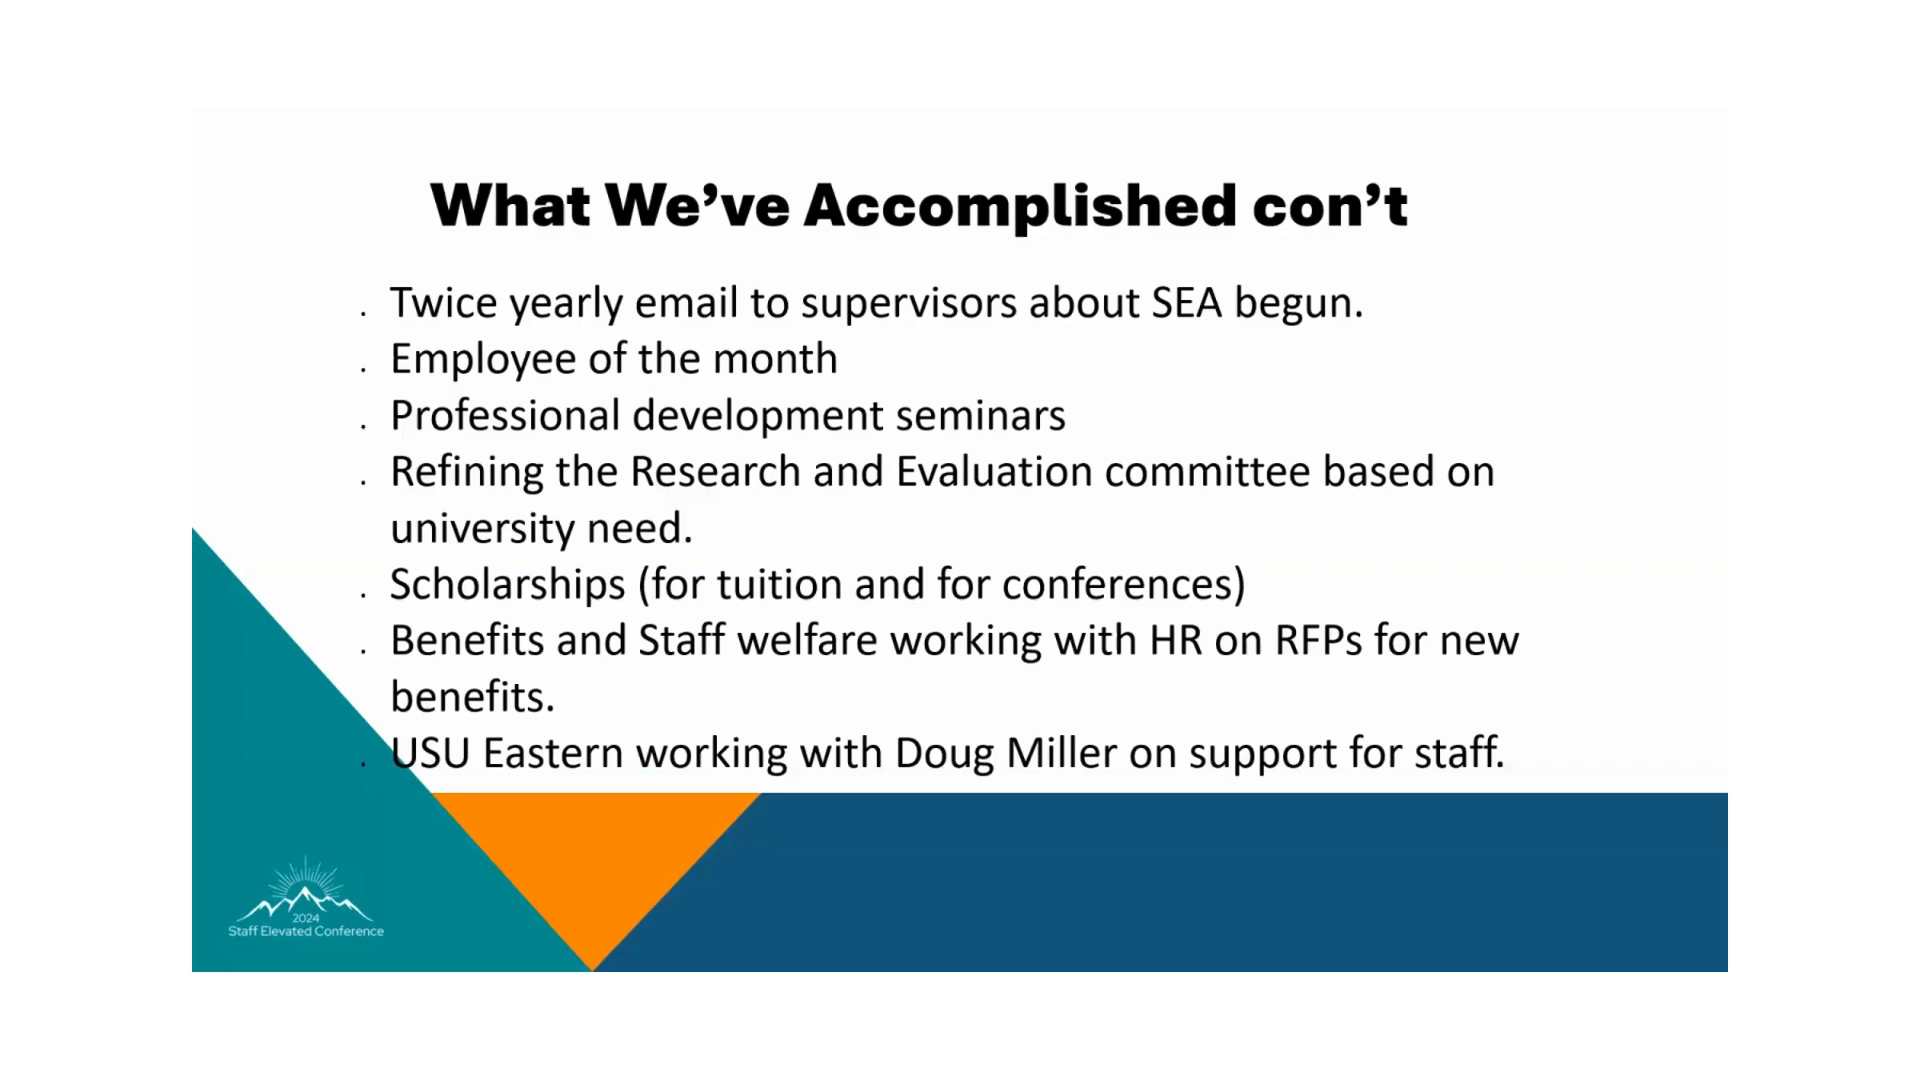 What We’ve Accomplished con’t
. Twice yearly email to supervisors about SEA begun.
. Employee of the month
. Professional development seminars
. Refining the Research and Evaluation committee based on
university need.
. Scholarships (for tuition and for conferences)
. Benefits and Staff welfare working with HR on RFPs for new
benefits.
. USU Eastern working with Doug Miller on support for staff.
2024
Staff Elevated Conference